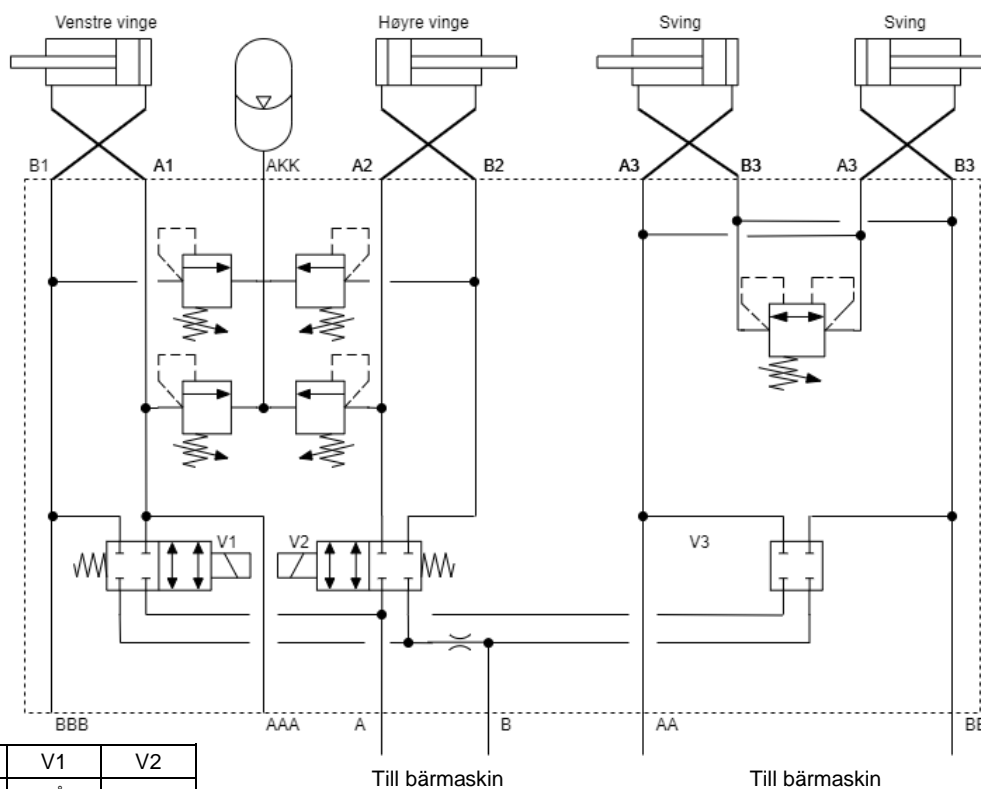 Venstre vinge
Høyre vinge
Sving
Sving
B1
A1
AKK
A2
B2
A3
B3
A3
B3
V1
V2
V3
BBB
AAA
A
B
AA
V1 V2
Till bärmaskin
Till bärmaskin